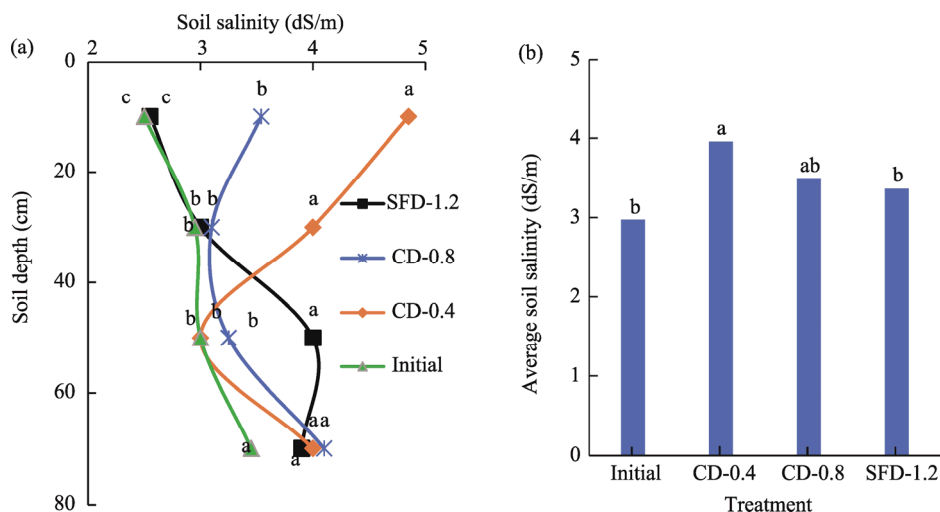 (a)
Soil salinity (dS/m)
2 3 4 5
Soil depth (cm)
0
20
40
60
80
c c b a
b b a
b
b b b a
a a a
a
SFD-1.2
CD-0.8
CD-0.4
Initial
(b)
Average soil salinity (dS/m)
5
4
3
2
1
0
b a ab b
Initial CD-0.4 CD-0.8 SFD-1.2
Treatment